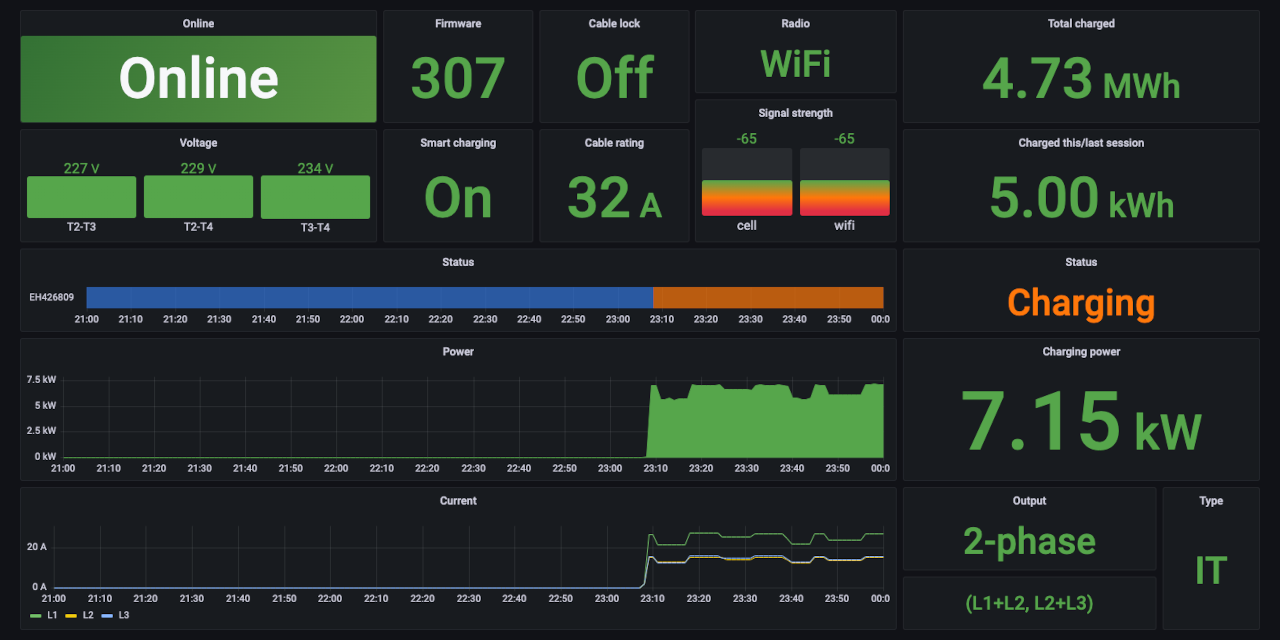 Online
Online
Firmware
307
Cable lock
Off
Radio
WiFi
Total charged
4.73 MWh
Voltage
227 V 229 V 234 V
T2-T3 T2-T4 T3-T4
Smart charging
On
Cable rating
32 A
Signal strength
-65 -65
cell wifi
Charged this/last session
5.00 kWh
Status
EH426809
21:00 21:10 21:20 21:30 21:40 21:50 22:00 22:10 22:20 22:30 22:40 22:50 23:00 23:10 23:20 23:30 23:40 23:50 00:0
Status
Charging
Power
7.5 kW
5 kW
2.5 kW
0 kW
21:00 21:10 21:20 21:30 21:40 21:50 22:00 22:10 22:20 22:30 22:40 22:50 23:00 23:10 23:20 23:30 23:40 23:50 00:0
Charging power
7.15 kW
Current
20 A
0 A
21:00 21:10 21:20 21:30 21:40 21:50 22:00 22:10 22:20 22:30 22:40 22:50 23:00 23:10 23:20 23:30 23:40 23:50 00:0
L1 L2 L3
Output
2-phase
(L1+L2, L2+L3)
Type
IT